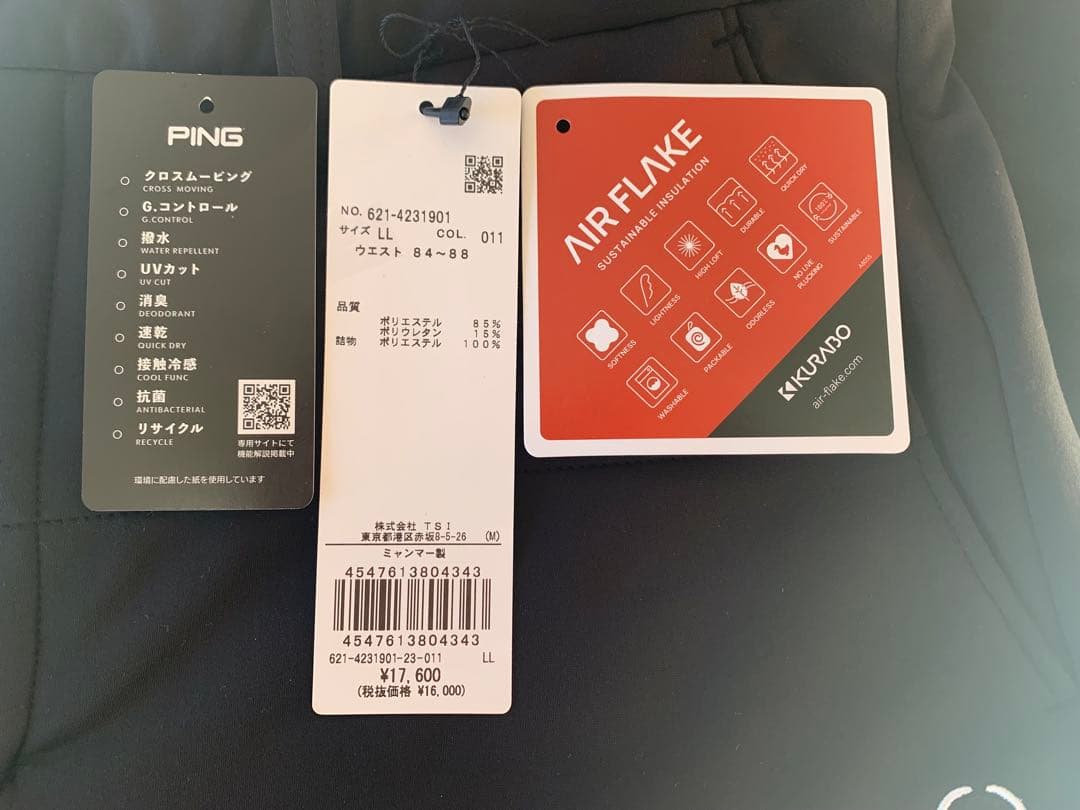 PING
クロスムービング
CROSS MOVING
G.コントロール
G.CONTROL
撥水
WATER REPELLENT
UVカット
UV CUT
消臭
DEODORANT
速乾
QUICK DRY
接触冷感
COOL FUNC
抗菌
ANTIBACTERIAL
リサイクル
RECYCLE
専用サイトにて
機能解説掲載中
環境に配慮した紙を使用しています
NO. 621-4231901
サイズ LL COL. 011
ウエスト 84〜88
品質
ポリエステル 85%
ポリウレタン 15%
詰物 ポリエステル 100%
株式会社 TSI
東京都港区赤坂8-5-26 (M)
ミャンマー製
4547613804343
4547613804343
621-4231901-23-011 LL
¥17,600
(税抜価格 ¥16,000)
AIR FLAKE
SUSTAINABLE INSULATION
SOFTNESS
LIGHTNESS
HIGH LOFT
DURABLE
QUICK DRY
WASHABLE
PACKABLE
ODORLESS
NO LIVE
PLUCKING
SUSTAINABLE
100%
KURABO
air-flake.com